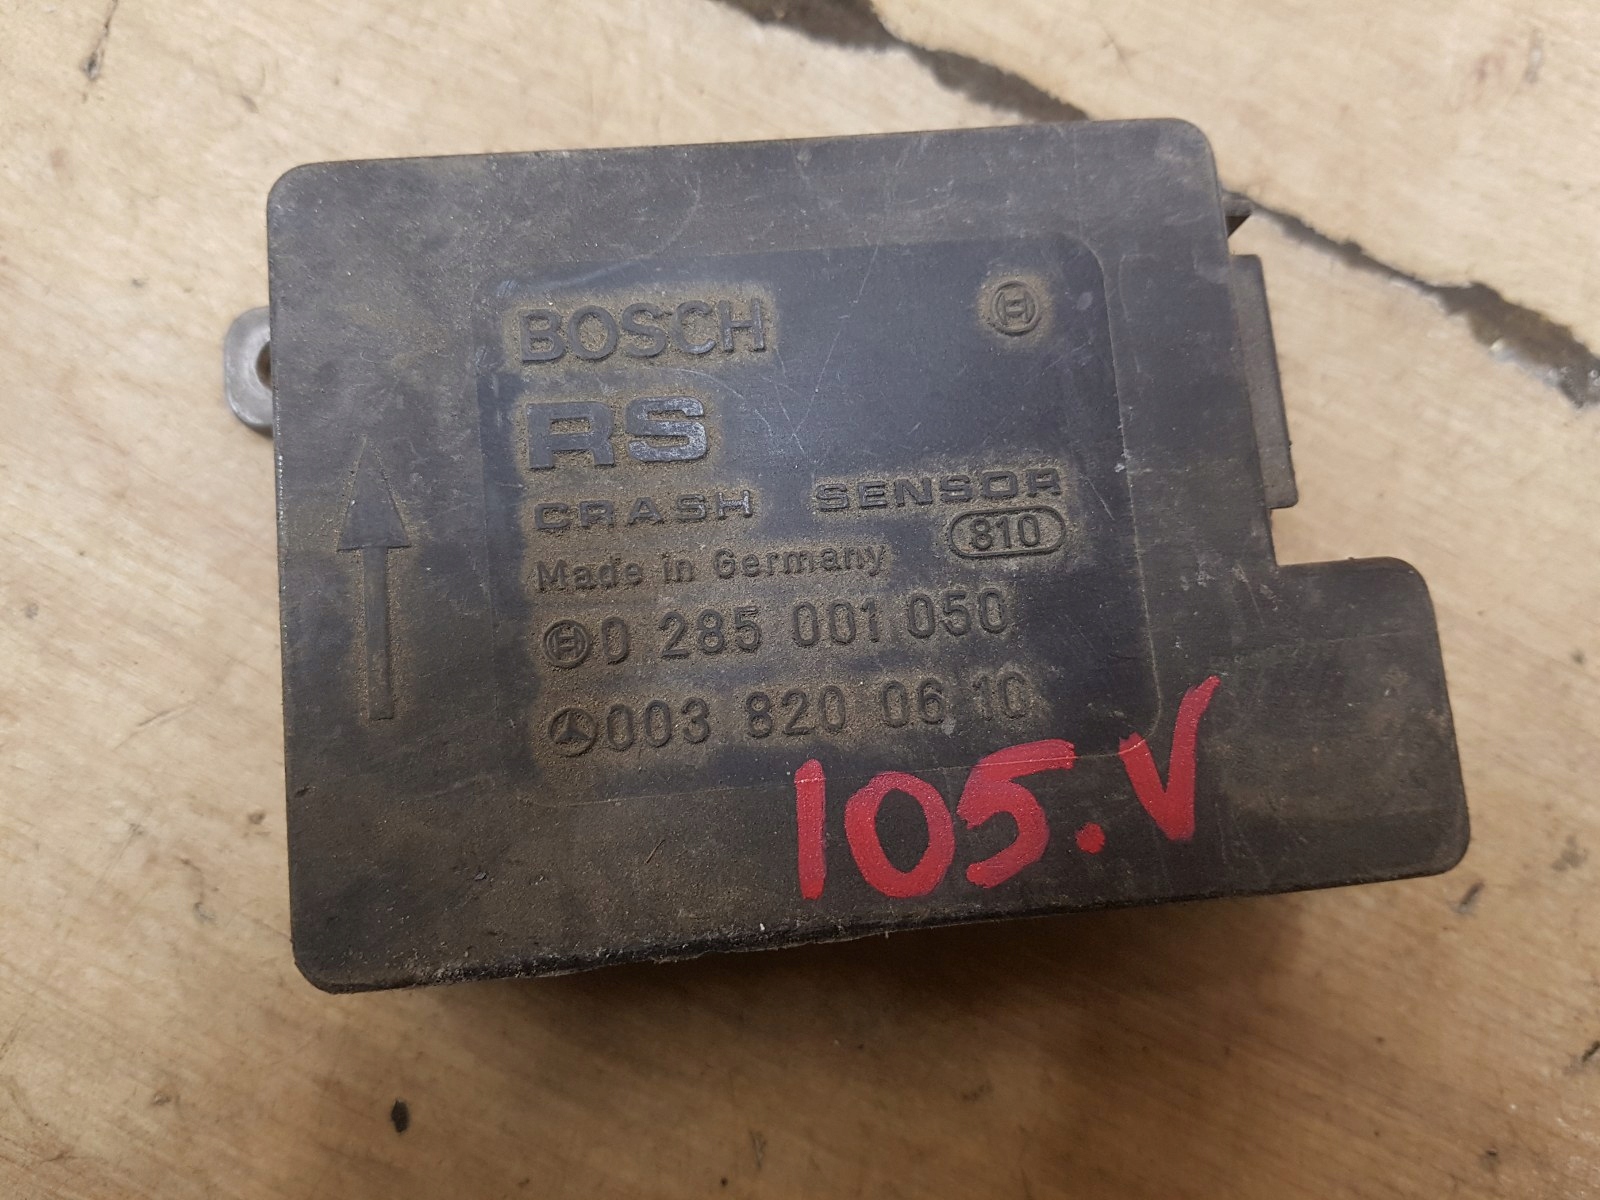 BOSCH
RS
CRASH SENSOR
810
Made in Germany
0 285 001 050
003 820 06 10
105.V